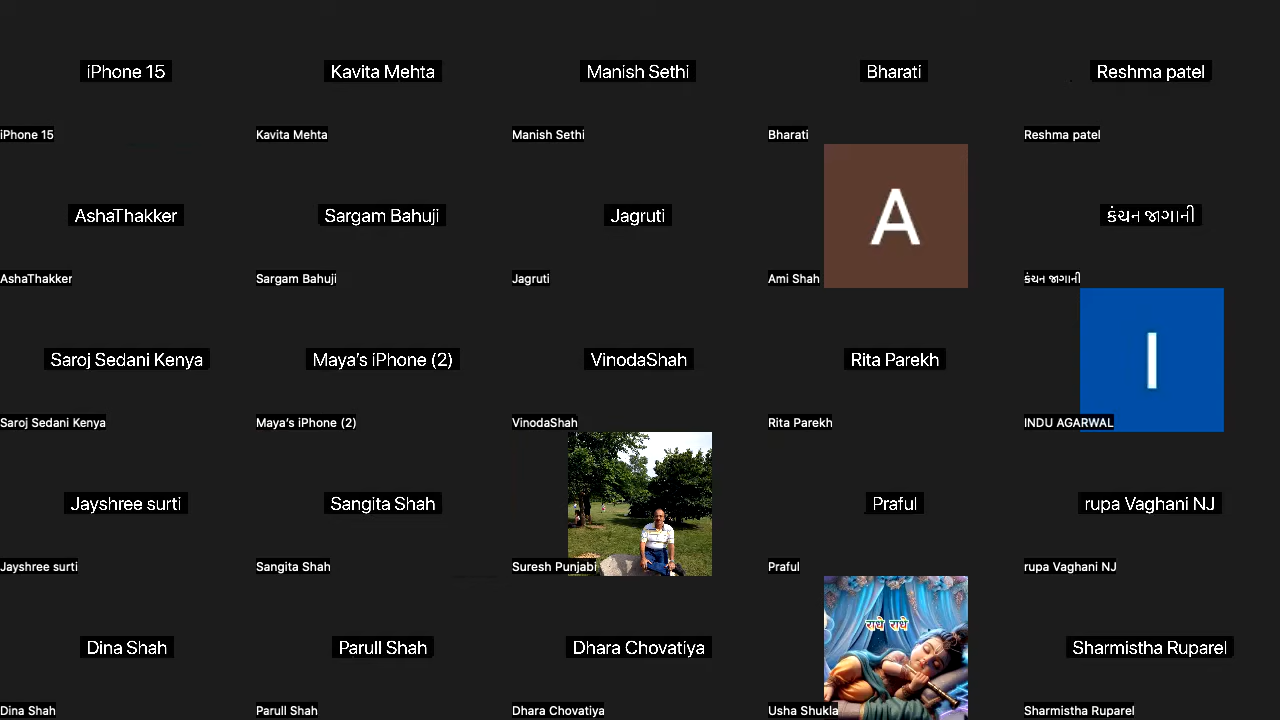 iPhone 15
Kavita Mehta
Manish Sethi
Bharati
Reshma patel
iPhone 15
Kavita Mehta
Manish Sethi
Bharati
Reshma patel
AshaThakker
Sargam Bahuji
Jagruti
A
કંચન જાગાની
AshaThakker
Sargam Bahuji
Jagruti
Ami Shah
કંચન જાગાની
Saroj Sedani Kenya
Maya's iPhone (2)
VinodaShah
Rita Parekh
I
Saroj Sedani Kenya
Maya's iPhone (2)
VinodaShah
Rita Parekh
INDU AGARWAL
Jayshree surti
Sangita Shah
Praful
rupa Vaghani NJ
Jayshree surti
Sangita Shah
Suresh Punjabi
Praful
rupa Vaghani NJ
Dina Shah
Parull Shah
Dhara Chovatiya
राधे राधे
Sharmistha Ruparel
Dina Shah
Parull Shah
Dhara Chovatiya
Usha Shukla
Sharmistha Ruparel